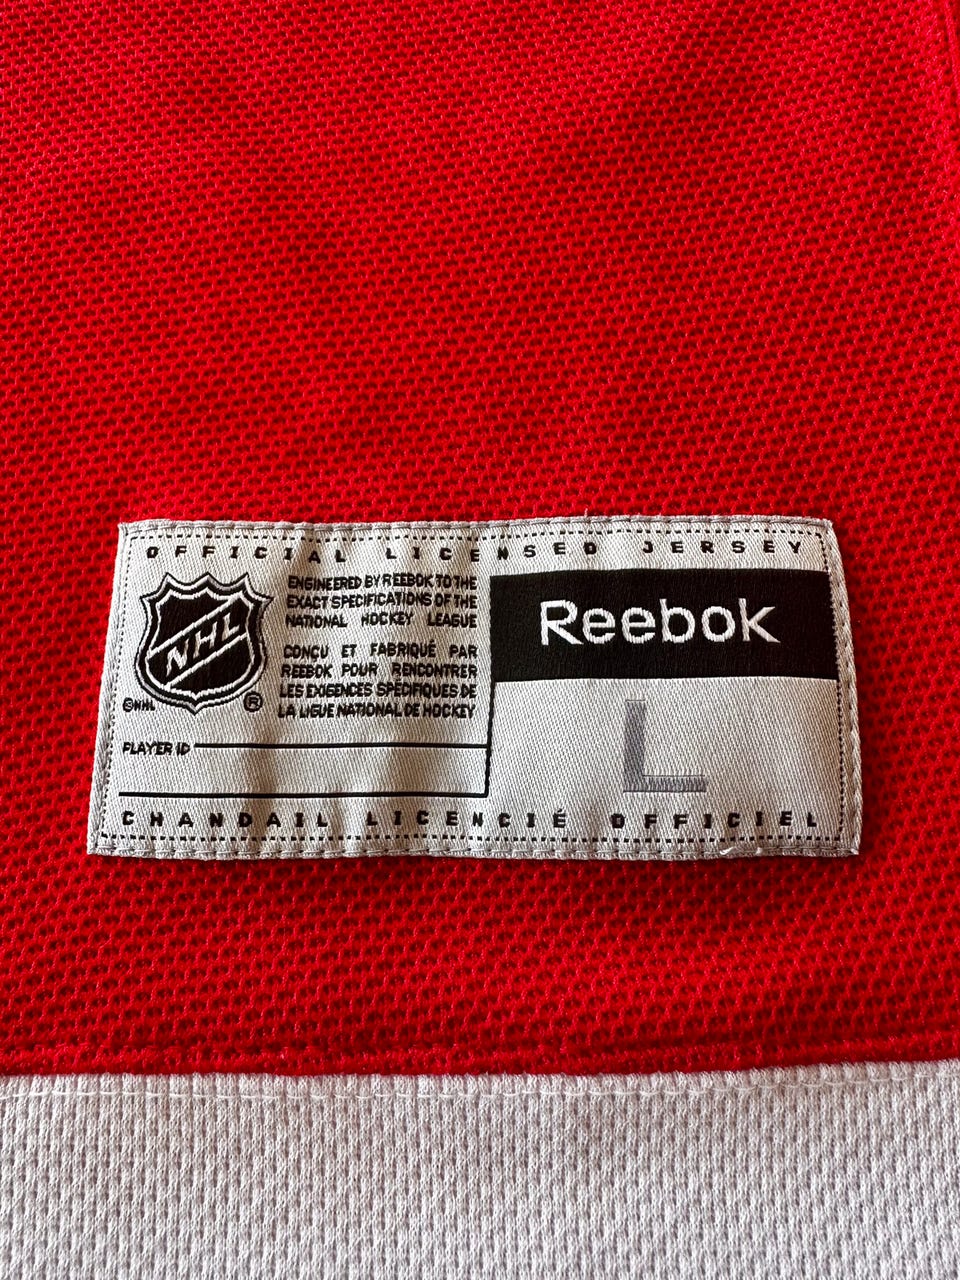 OFFICIAL LICENSED JERSEY
NHL
©NHL ®
ENGINEERED BY REEBOK TO THE
EXACT SPECIFICATIONS OF THE
NATIONAL HOCKEY LEAGUE
CONCU ET FABRIQUÉ PAR
REEBOK POUR RENCONTRER
LES EXIGENCES SPÉCIFIQUES DE
LA LIGUE NATIONAL DE HOCKEY
PLAYER ID
Reebok
L
CHANDAIL LICENCIÉ OFFICIEL